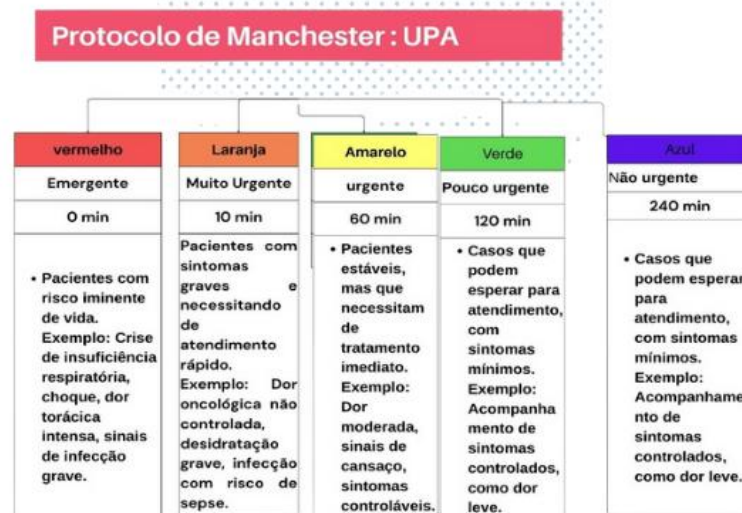 Protocolo de Manchester : UPA
vermelho
Emergente
0 min
• Pacientes com
risco iminente
de vida.
Exemplo: Crise
de insuficiência
respiratória,
choque, dor
torácica
intensa, sinais
de infecção
grave.
Laranja
Muito Urgente
10 min
Pacientes com
sintomas
graves e
necessitando
de
atendimento
rápido.
Exemplo: Dor
oncológica não
controlada,
desidratação
grave, infecção
com risco de
sepse.
Amarelo
urgente
60 min
• Pacientes
estáveis,
mas que
necessitam
de
tratamento
imediato.
Exemplo:
Dor
moderada,
sinais de
cansaço,
sintomas
controláveis.
Verde
Pouco urgente
120 min
• Casos que
podem
esperar para
atendimento,
com
sintomas
mínimos.
Exemplo:
Acompanha
mento de
sintomas
controlados,
como dor
leve.
Azul
Não urgente
240 min
• Casos que
podem esperar
para
atendimento,
com sintomas
mínimos.
Exemplo:
Acompanhame
nto de
sintomas
controlados,
como dor leve.